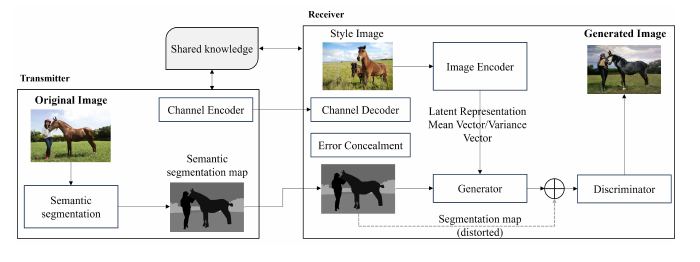 Receiver
Shared knowledge
Style Image
Generated Image
Image Encoder
Transmitter
Original Image
Channel Encoder
Channel Decoder
Latent Representation
Mean Vector/Variance
Vector
Error Concealment
Semantic
segmentation map
Semantic
segmentation
Generator
Discriminator
Segmentation map
(distorted)